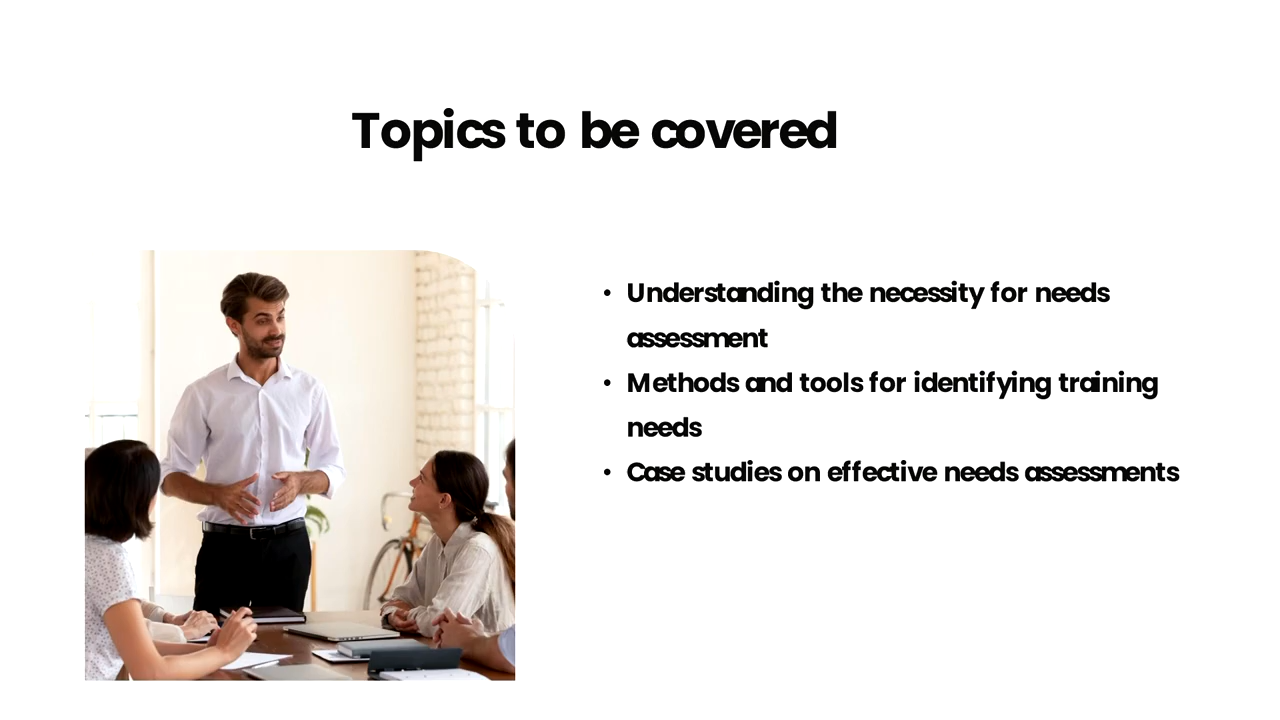 Topics to be covered
• Understanding the necessity for needs
assessment
• Methods and tools for identifying training
needs
• Case studies on effective needs assessments